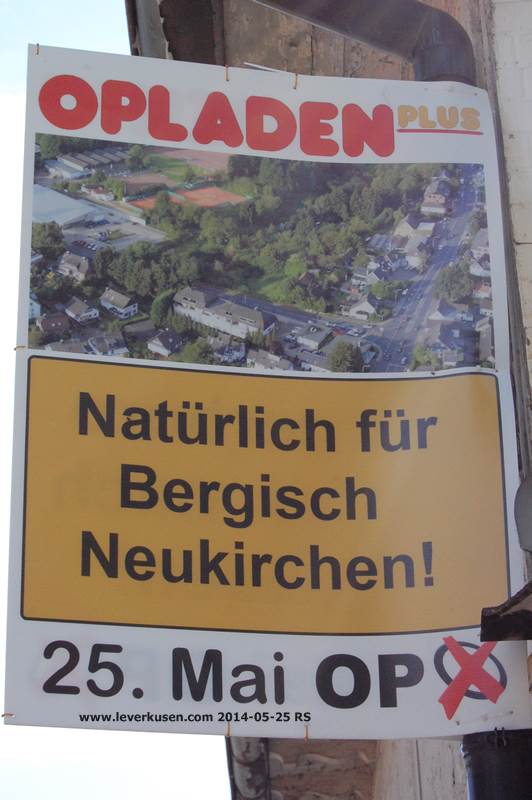 OPLADEN PLUS
Natürlich für
Bergisch
Neukirchen!
25. Mai OP
www.leverkusen.com 2014-05-25 RS